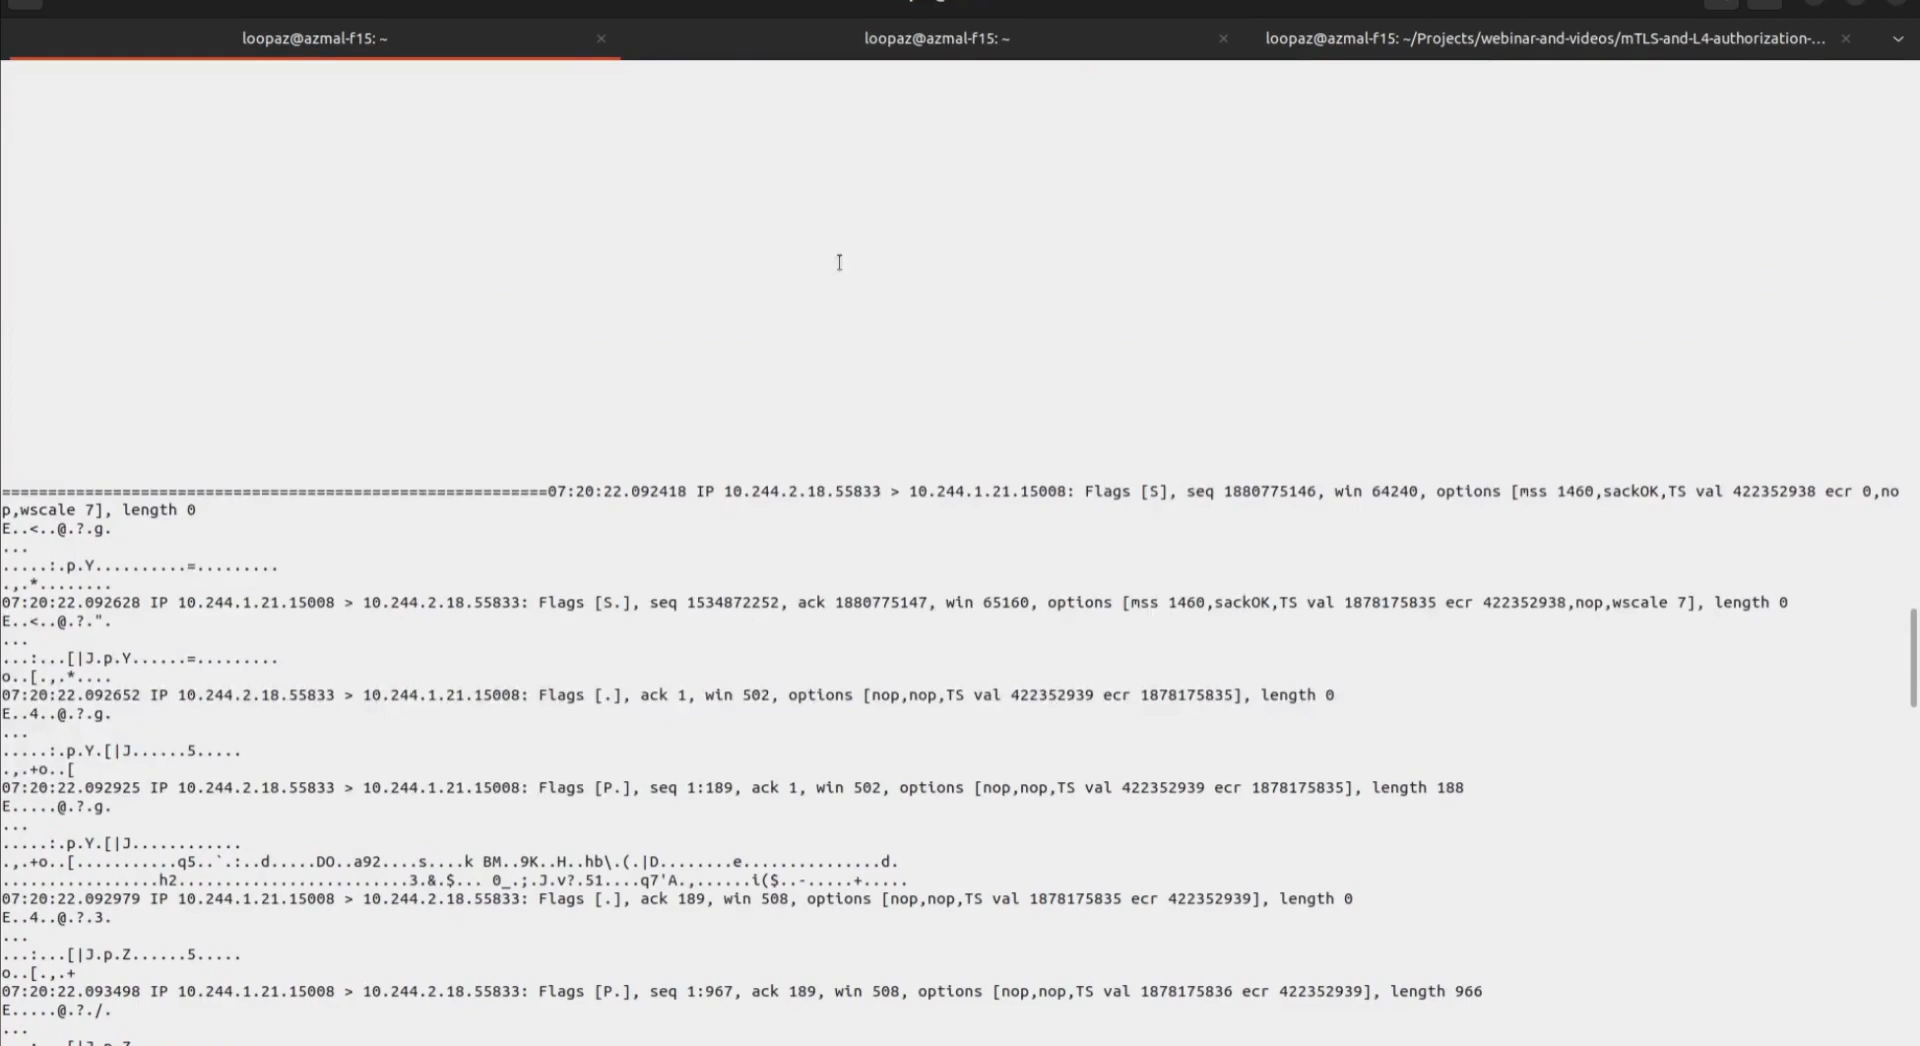 loopaz@azmal-f15: ~ × loopaz@azmal-f15: ~ × loopaz@azmal-f15: ~/Projects/webinar-and-videos/mTLS-and-L4-authorization-... ×
===========================================================07:20:22.092418 IP 10.244.2.18.55833 > 10.244.1.21.15008: Flags [S], seq 1880775146, win 64240, options [mss 1460,sackOK,TS val 422352938 ecr 0,no
p,wscale 7], length 0
E..<..@.?.g.
...
.....:.p.Y..........=.........
.,.*........
07:20:22.092628 IP 10.244.1.21.15008 > 10.244.2.18.55833: Flags [S.], seq 1534872252, ack 1880775147, win 65160, options [mss 1460,sackOK,TS val 1878175835 ecr 422352938,nop,wscale 7], length 0
E..<..@.?.".
...
...:...[|J.p.Y......=.........
o..[.,.*....
07:20:22.092652 IP 10.244.2.18.55833 > 10.244.1.21.15008: Flags [.], ack 1, win 502, options [nop,nop,TS val 422352939 ecr 1878175835], length 0
E..4..@.?.g.
...
.....:.p.Y.[|J......5.....
.,.+o..[
07:20:22.092925 IP 10.244.2.18.55833 > 10.244.1.21.15008: Flags [P.], seq 1:189, ack 1, win 502, options [nop,nop,TS val 422352939 ecr 1878175835], length 188
E.....@.?.g.
...
.....:.p.Y.[|J............
.,.+o..[...........q5..`.:..d.....DO..a92....s....k BM..9K..H..hb\.(.|D........e...............d.
.................h2.........................3.&.$... 0_.;.J.v?.51....q7'A.,......i($..-.....+.....
07:20:22.092979 IP 10.244.1.21.15008 > 10.244.2.18.55833: Flags [.], ack 189, win 508, options [nop,nop,TS val 1878175835 ecr 422352939], length 0
E..4..@.?.3.
...
...:...[|J.p.Z......5.....
o..[.,.+
07:20:22.093498 IP 10.244.1.21.15008 > 10.244.2.18.55833: Flags [P.], seq 1:967, ack 189, win 508, options [nop,nop,TS val 1878175836 ecr 422352939], length 966
E.....@.?./.
...